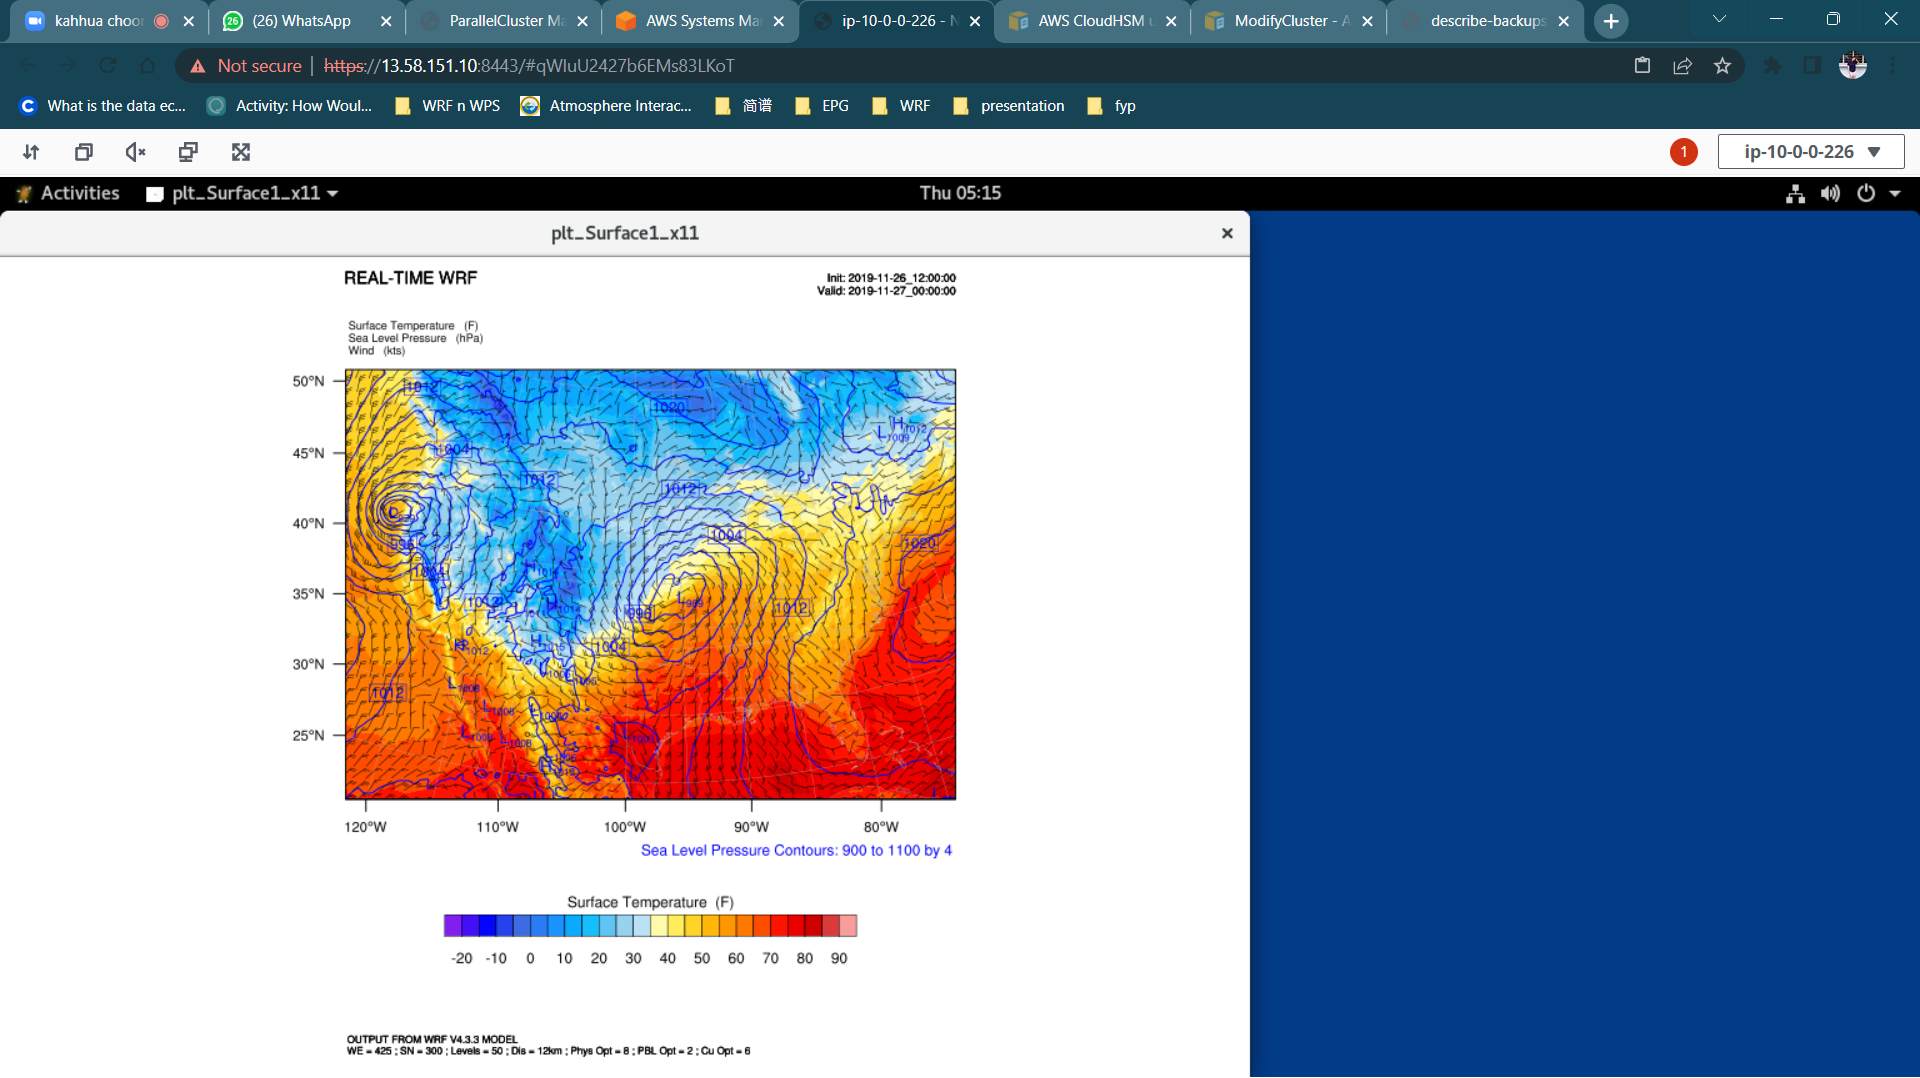 kahhua choo
(26) WhatsApp
ParallelCluster Ma
AWS Systems Ma
ip-10-0-0-226 - N
AWS CloudHSM u
ModifyCluster - A
describe-backups
Not secure
https://13.58.151.10:8443/#qWIuU2427b6EMs83LKoT
What is the data ec...
Activity: How Woul...
WRF n WPS
Atmosphere Interac...
简谱
EPG
WRF
presentation
fyp
1
ip-10-0-0-226
Activities
plt_Surface1_x11
Thu 05:15
plt_Surface1_x11
REAL-TIME WRF
Init: 2019-11-26_12:00:00
Valid: 2019-11-27_00:00:00
Surface Temperature (F)
Sea Level Pressure (hPa)
Wind (kts)
50°N
45°N
40°N
35°N
30°N
25°N
1012
1020
H1012
L1009
1004
1012
1012
996
1004
1020
1004
1012
996
L989
1012
1004
1012
L1008
L1008
120°W
110°W
100°W
90°W
80°W
Sea Level Pressure Contours: 900 to 1100 by 4
Surface Temperature (F)
-20 -10 0 10 20 30 40 50 60 70 80 90
OUTPUT FROM WRF V4.3.3 MODEL
WE = 425 ; SN = 300 ; Levels = 50 ; Dis = 12km ; Phys Opt = 8 ; PBL Opt = 2 ; Cu Opt = 6